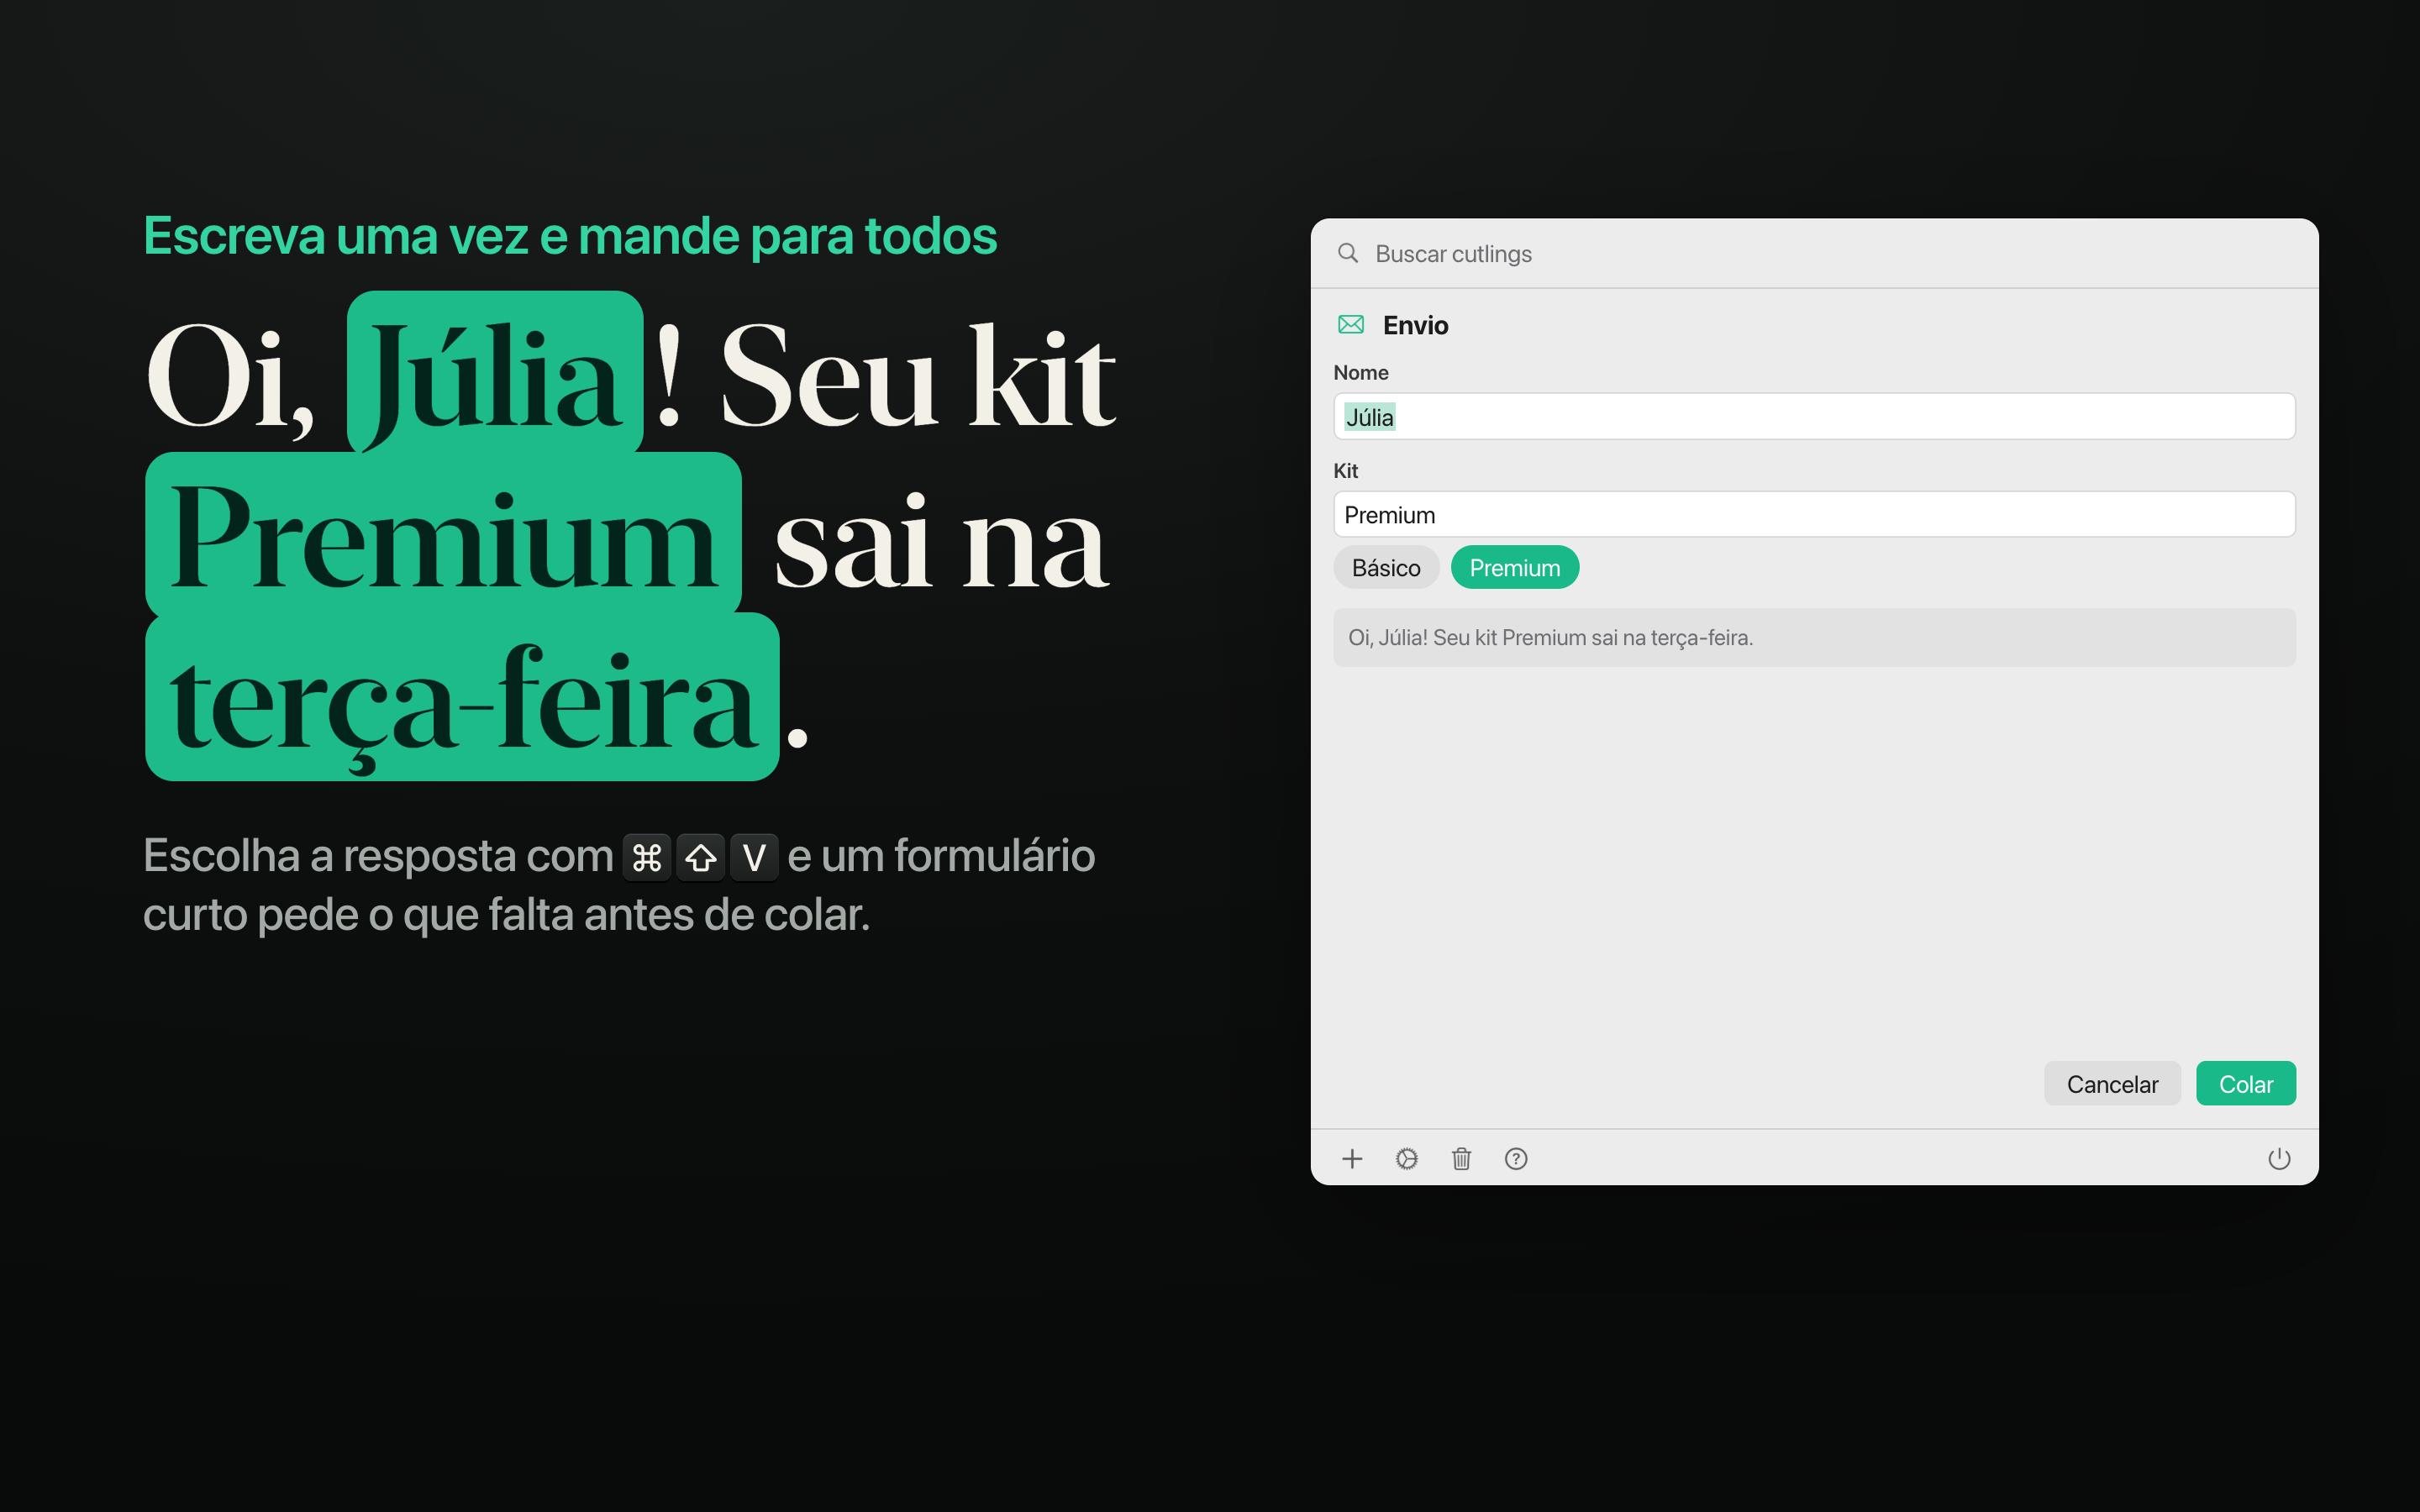 Escreva uma vez e mande para todos
Oi, Júlia! Seu kit
Premium sai na
terça-feira.
Escolha a resposta com ⌘ ⇧ V e um formulário
curto pede o que falta antes de colar.
Buscar cutlings
Envio
Nome
Júlia
Kit
Premium
Básico Premium
Oi, Júlia! Seu kit Premium sai na terça-feira.
Cancelar Colar